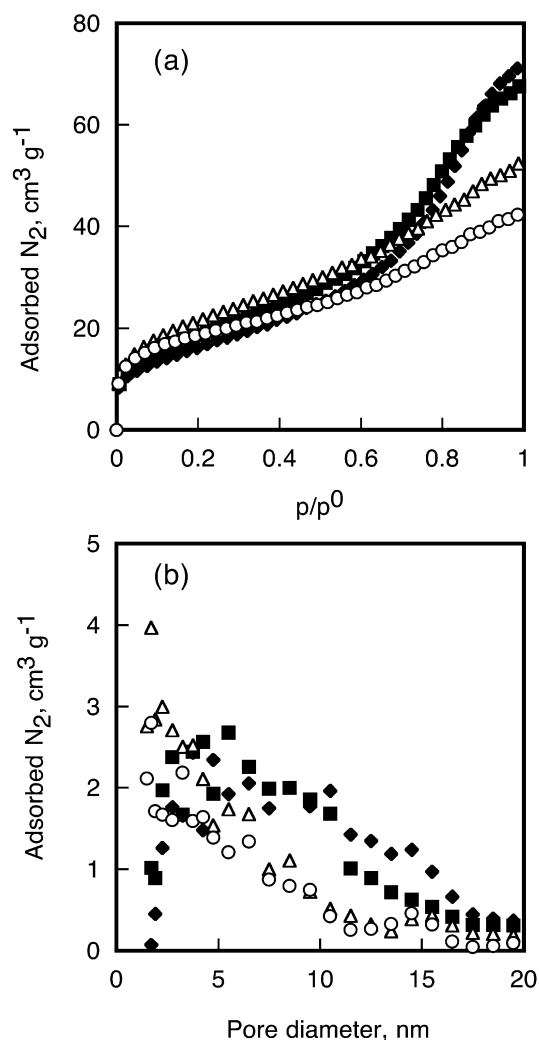 (a)
80
60
40
20
0
Adsorbed N₂, cm³ g⁻¹
0 0.2 0.4 0.6 0.8 1
p/p⁰
(b)
5
4
3
2
1
0
Adsorbed N₂, cm³ g⁻¹
0 5 10 15 20
Pore diameter, nm